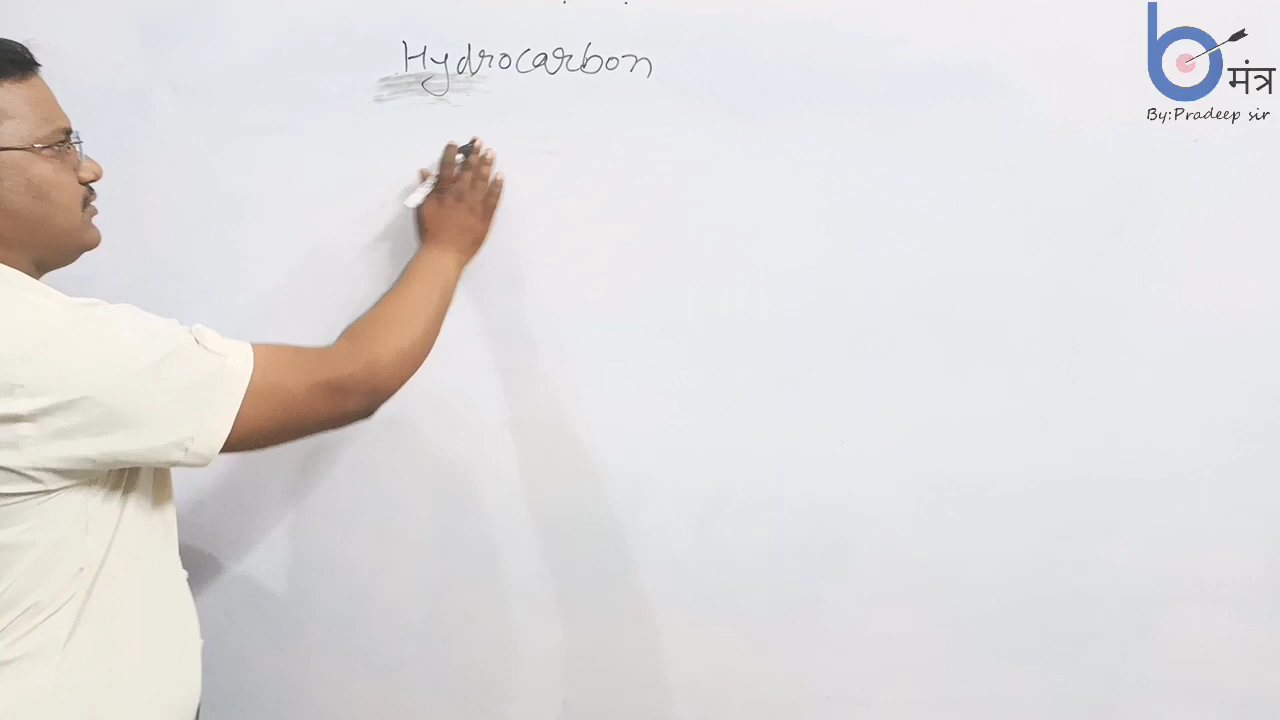 Hydrocarbon
b मंत्र
By:Pradeep sir